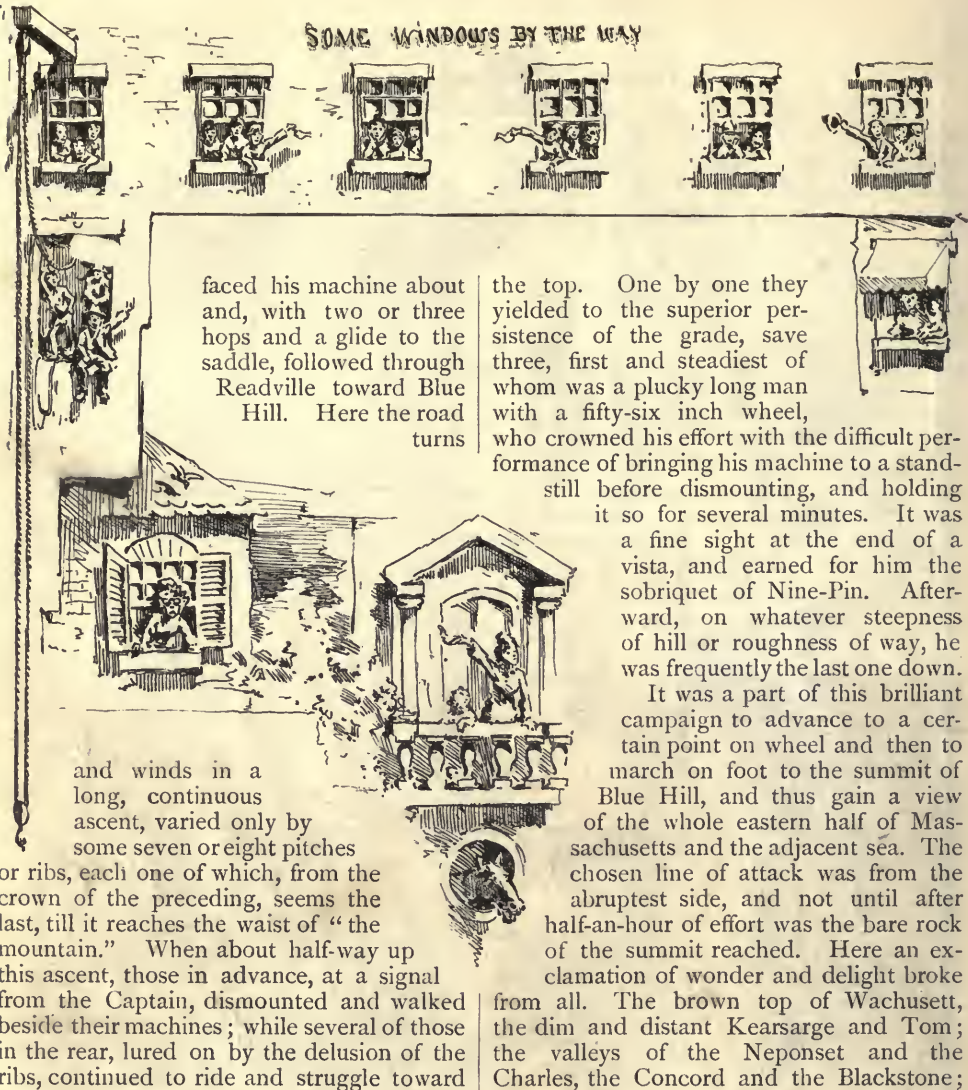 SOME WINDOWS BY THE WAY
faced his machine about
and, with two or three
hops and a glide to the
saddle, followed through
Readville toward Blue
Hill. Here the road
turns
and winds in a
long, continuous
ascent, varied only by
some seven or eight pitches
or ribs, each one of which, from the
crown of the preceding, seems the
last, till it reaches the waist of “the
mountain.” When about half-way up
this ascent, those in advance, at a signal
from the Captain, dismounted and walked
beside their machines; while several of those
in the rear, lured on by the delusion of the
ribs, continued to ride and struggle toward
the top. One by one they
yielded to the superior per-
sistence of the grade, save
three, first and steadiest of
whom was a plucky long man
with a fifty-six inch wheel,
who crowned his effort with the difficult per-
formance of bringing his machine to a stand-
still before dismounting, and holding
it so for several minutes. It was
a fine sight at the end of a
vista, and earned for him the
sobriquet of Nine-Pin. After-
ward, on whatever steepness
of hill or roughness of way, he
was frequently the last one down.
It was a part of this brilliant
campaign to advance to a cer-
tain point on wheel and then to
march on foot to the summit of
Blue Hill, and thus gain a view
of the whole eastern half of Mas-
sachusetts and the adjacent sea. The
chosen line of attack was from the
abruptest side, and not until after
half-an-hour of effort was the bare rock
of the summit reached. Here an ex-
clamation of wonder and delight broke
from all. The brown top of Wachusett,
the dim and distant Kearsarge and Tom;
the valleys of the Neponset and the
Charles, the Concord and the Blackstone: